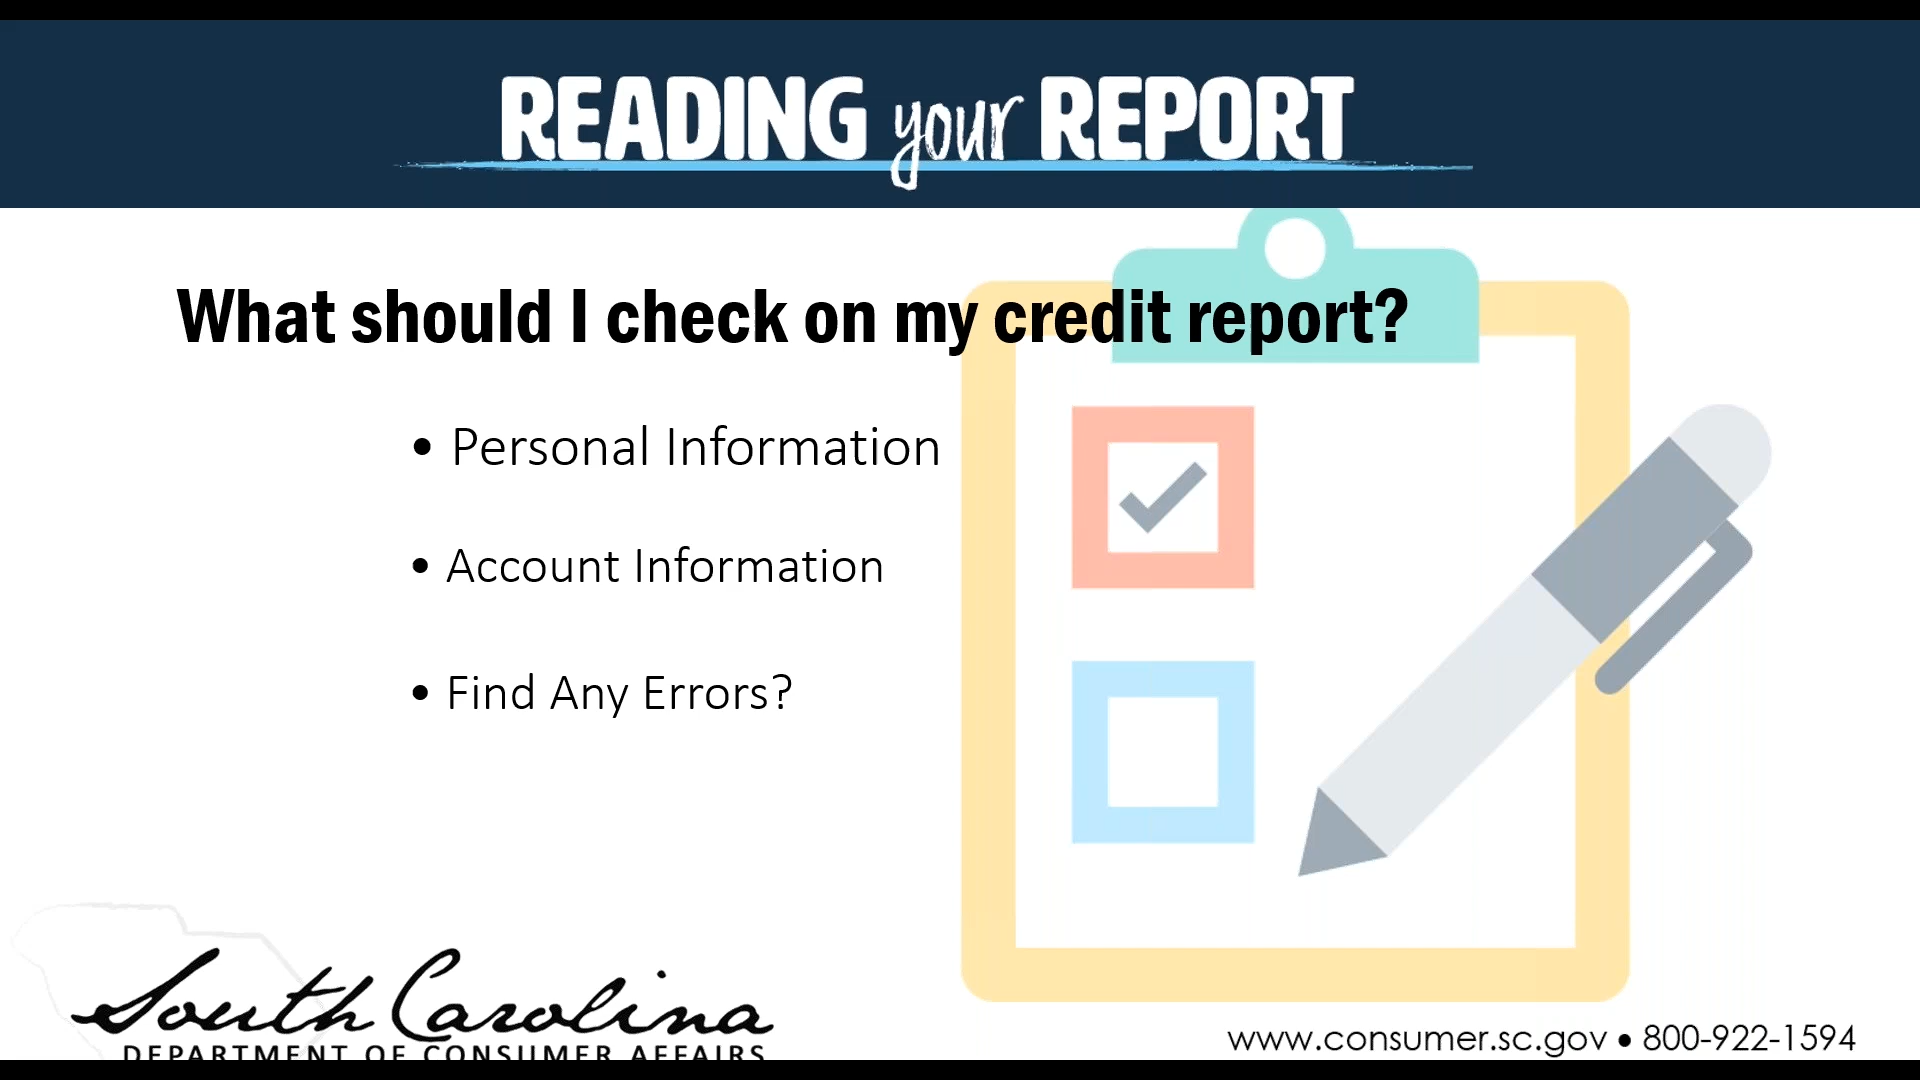 READING your REPORT
What should I check on my credit report?
• Personal Information
• Account Information
• Find Any Errors?
South Carolina
DEPARTMENT OF CONSUMER AFFAIRS
www.consumer.sc.gov • 800-922-1594